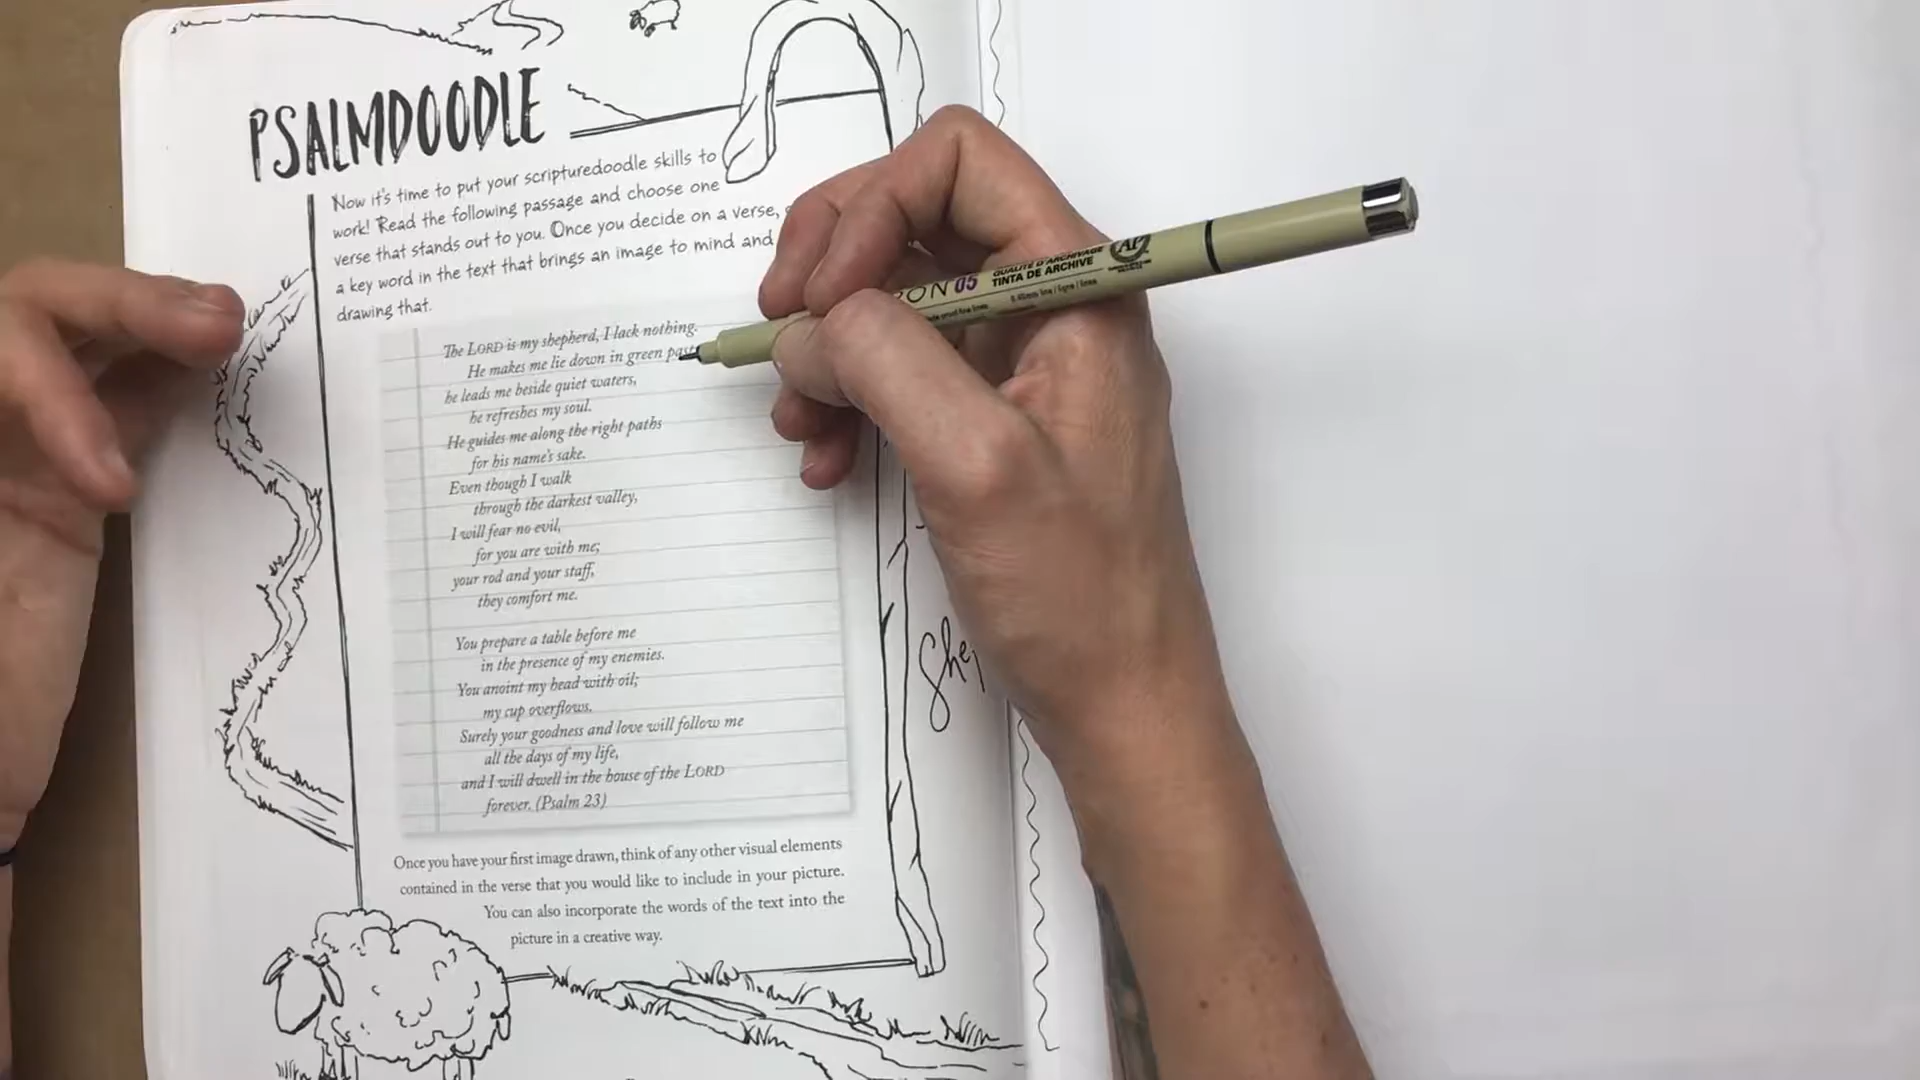 PSALMDOODLE
Now it's time to put your scripturedoodle skills to
work! Read the following passage and choose one
verse that stands out to you. Once you decide on a verse,
a key word in the text that brings an image to mind and
drawing that.
The LORD is my shepherd, I lack nothing.
He makes me lie down in green
he leads me beside quiet waters,
he refreshes my soul.
He guides me along the right paths
for his name's sake.
Even though I walk
through the darkest valley,
I will fear no evil,
for you are with me;
your rod and your staff,
they comfort me.
You prepare a table before me
in the presence of my enemies.
You anoint my head with oil;
my cup overflows.
Surely your goodness and love will follow me
all the days of my life,
and I will dwell in the house of the LORD
forever. (Psalm 23)
Once you have your first image drawn, think of any other visual elements
contained in the verse that you would like to include in your picture.
You can also incorporate the words of the text into the
picture in a creative way.
05
QUALITÉ D'ARCHIVAGE
TINTA DE ARCHIVE
AP